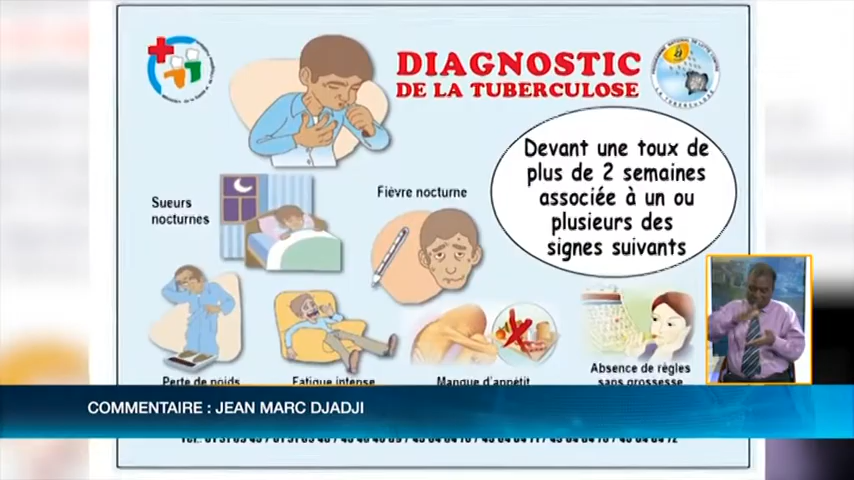 DIAGNOSTIC
DE LA TUBERCULOSE
Devant une toux de
plus de 2 semaines
associée à un ou
plusieurs des
signes suivants
Sueurs
nocturnes
Fièvre nocturne
Perte de poids
Fatigue intense
Manque d'appétit
Absence de règles
sans grossesse
COMMENTAIRE : JEAN MARC DJADJI